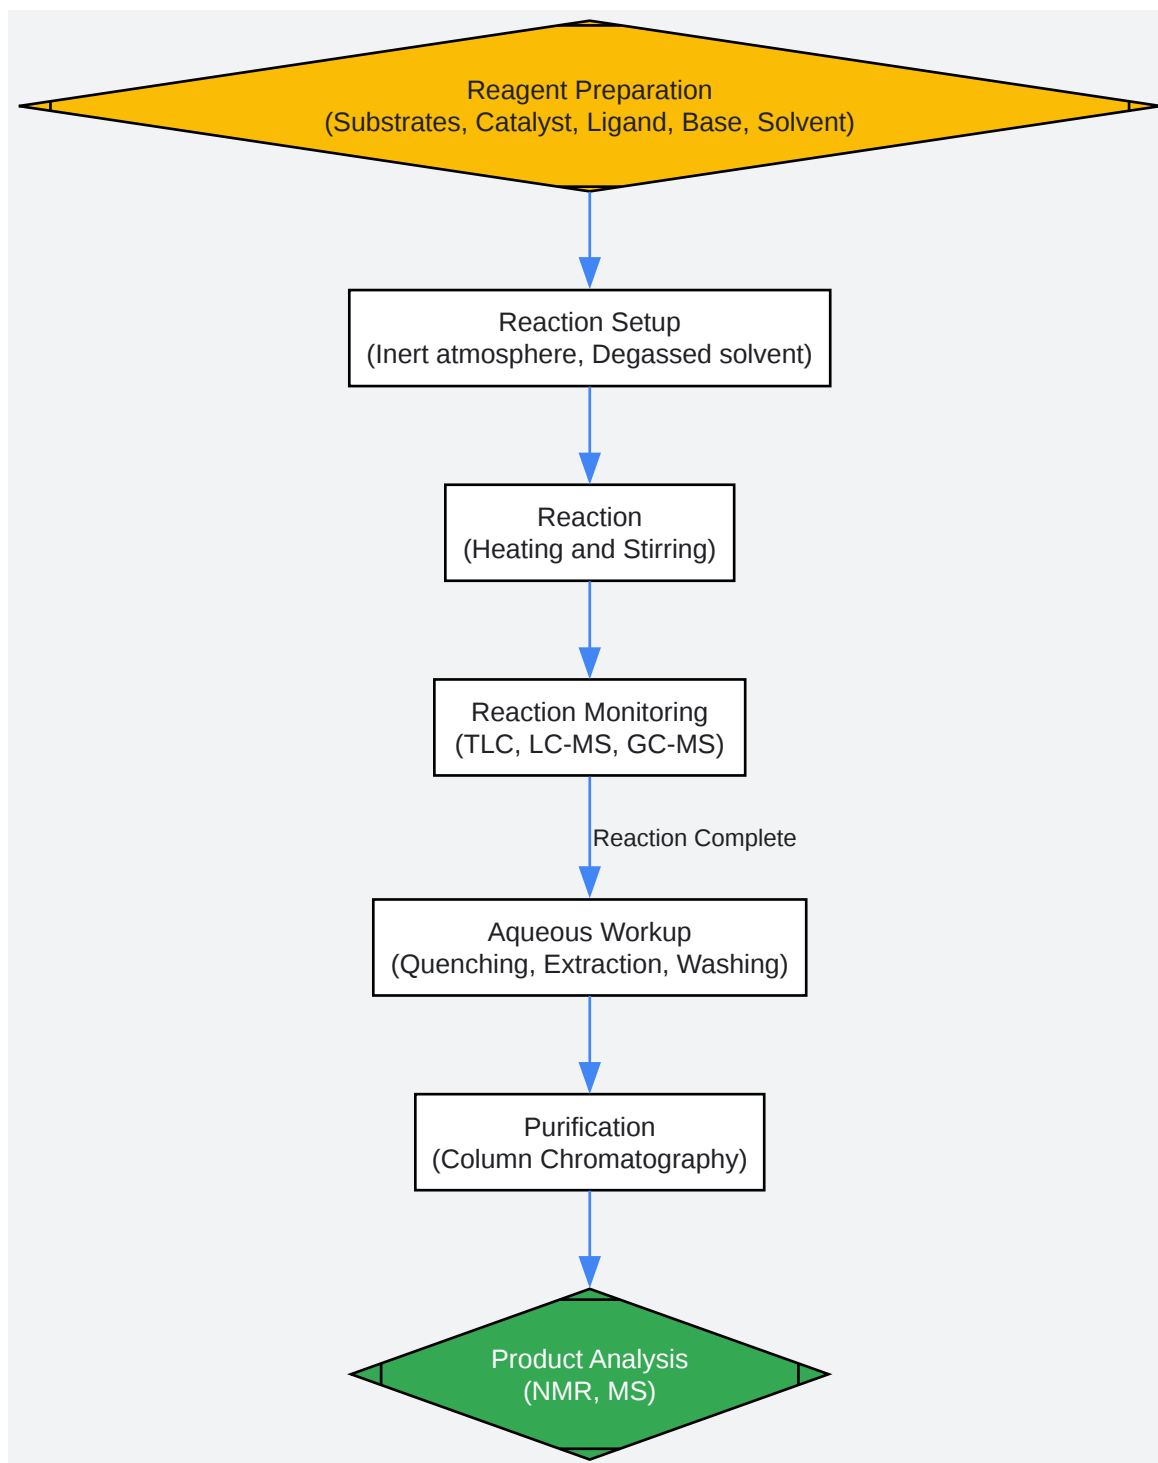 Reagent Preparation
(Substrates, Catalyst, Ligand, Base, Solvent)
Reaction Setup
(Inert atmosphere, Degassed solvent)
Reaction
(Heating and Stirring)
Reaction Monitoring
(TLC, LC-MS, GC-MS)
Reaction Complete
Aqueous Workup
(Quenching, Extraction, Washing)
Purification
(Column Chromatography)
Product Analysis
(NMR, MS)